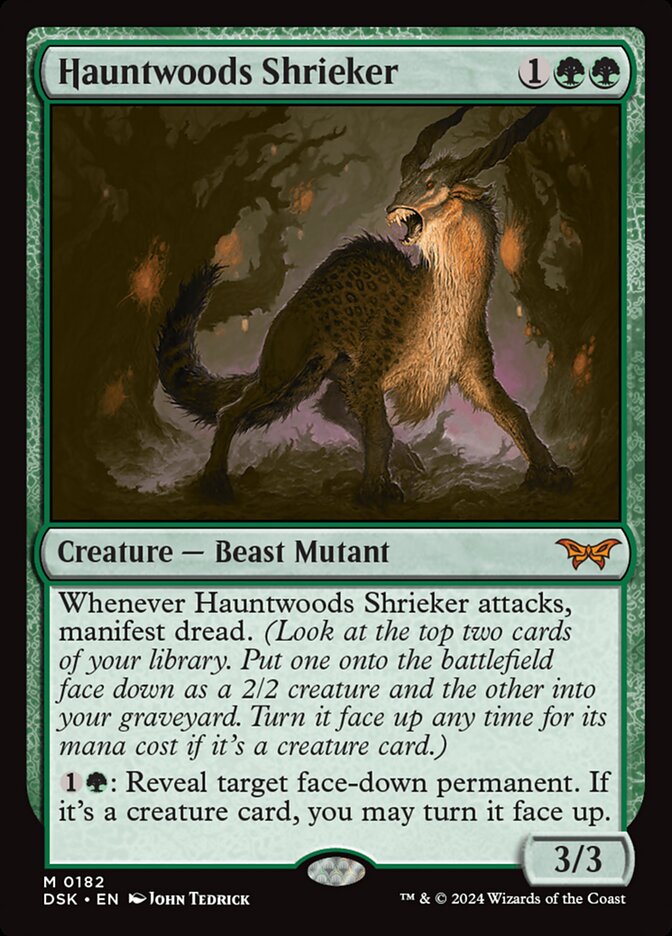 Hauntwoods Shrieker 1
Creature — Beast Mutant
Whenever Hauntwoods Shrieker attacks,
manifest dread. (Look at the top two cards
of your library. Put one onto the battlefield
face down as a 2/2 creature and the other into
your graveyard. Turn it face up any time for its
mana cost if it's a creature card.)
1 : Reveal target face-down permanent. If
it's a creature card, you may turn it face up.
3/3
M 0182
DSK • EN John Tedrick
™ & © 2024 Wizards of the Coast